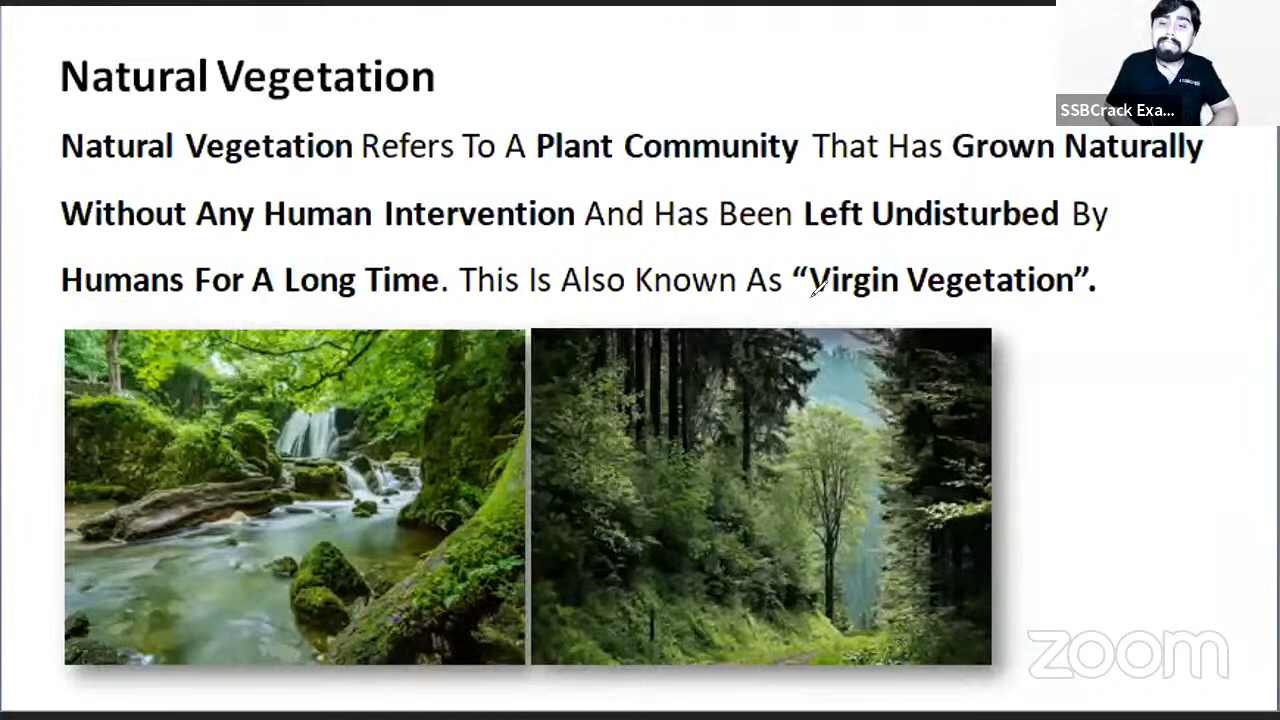 Natural Vegetation
SSBCrack Exa...
Natural Vegetation Refers To A Plant Community That Has Grown Naturally
Without Any Human Intervention And Has Been Left Undisturbed By
Humans For A Long Time. This Is Also Known As “Virgin Vegetation”.
zoom